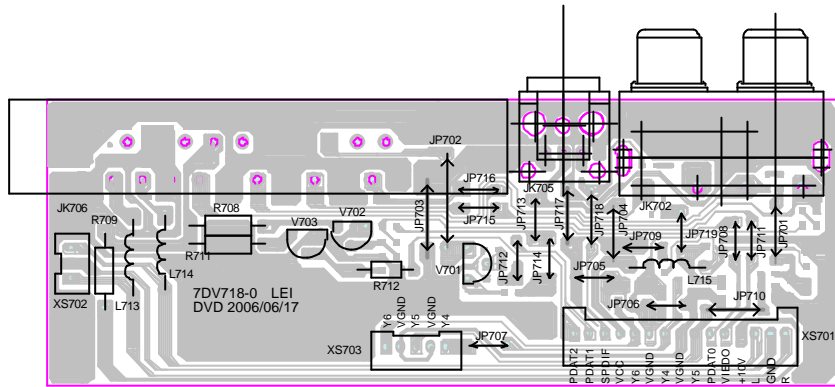 JP702
JP716
JK705
JK706
JP703
JP715
JP713
JP717
JP718
JP704
JK702
R709
R708
V703
V702
JP719
JP708
JP711
JP701
JP709
R711
V701
JP712
JP714
L714
R712
JP705
L715
XS702
L713
7DV718-0 LEI
DVD 2006/06/17
JP706
JP710
XS703
Y6
VGND
Y5
VGND
Y4
JP707
XS701
P1DAT2
PDAT1
SPDIF
VCC
Y6
VGND
Y4
VGND
Y5
PDAT0
VIEDO
+10V
L
GND
R